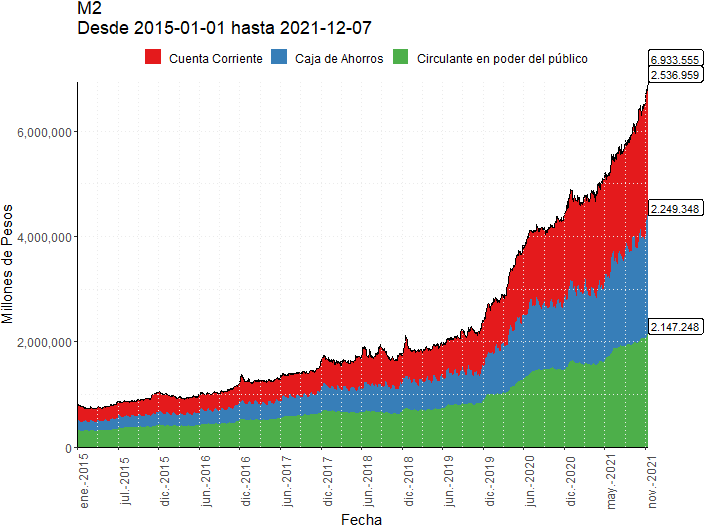 M2
Desde 2015-01-01 hasta 2021-12-07
Cuenta Corriente Caja de Ahorros Circulante en poder del público
6.933.555
2.536.959
2.249.348
2.147.248
Millones de Pesos
6,000,000
4,000,000
2,000,000
0
ene.-2015 jul.-2015 dic.-2015 jun.-2016 dic.-2016 jun.-2017 dic.-2017 jun.-2018 dic.-2018 jun.-2019 dic.-2019 jun.-2020 dic.-2020 may.-2021 nov.-2021
Fecha